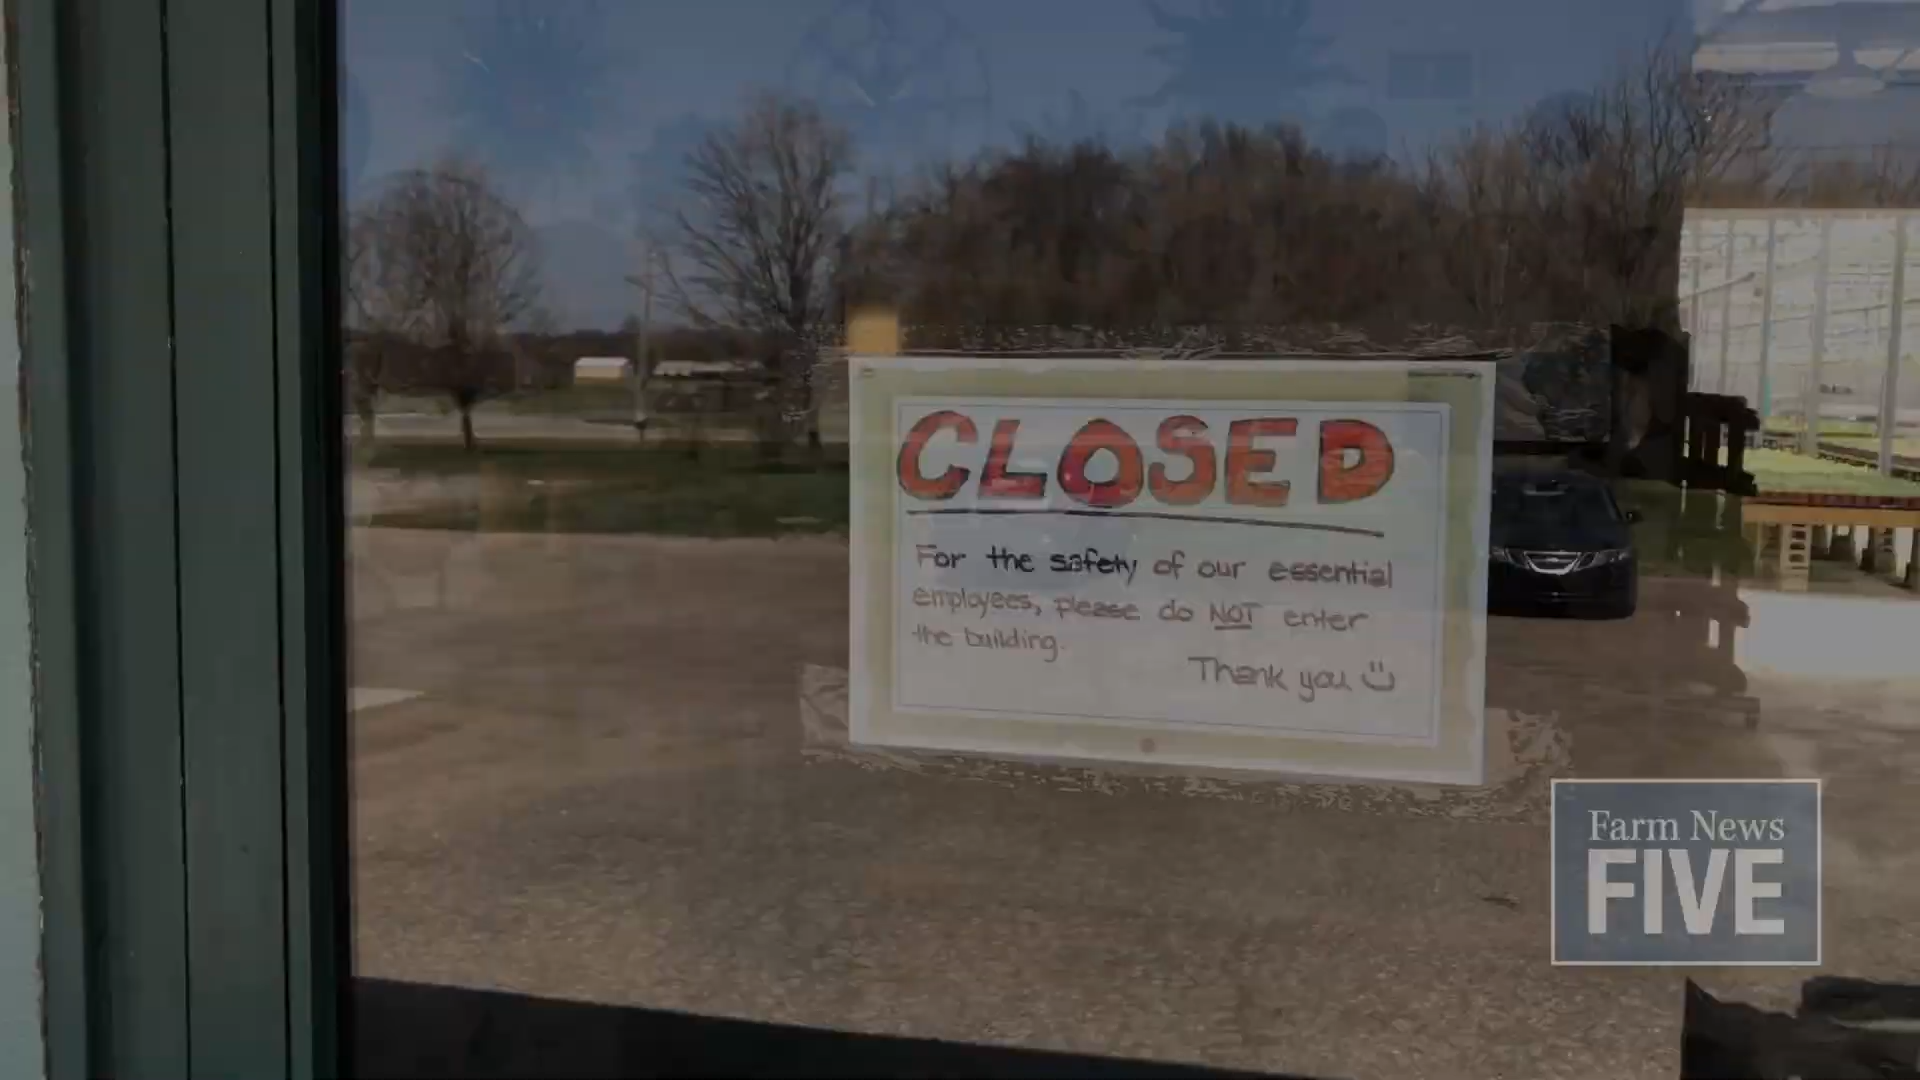 CLOSED
For the safety of our essential
employees, please do NOT enter
the building.
Thank you
Farm News
FIVE